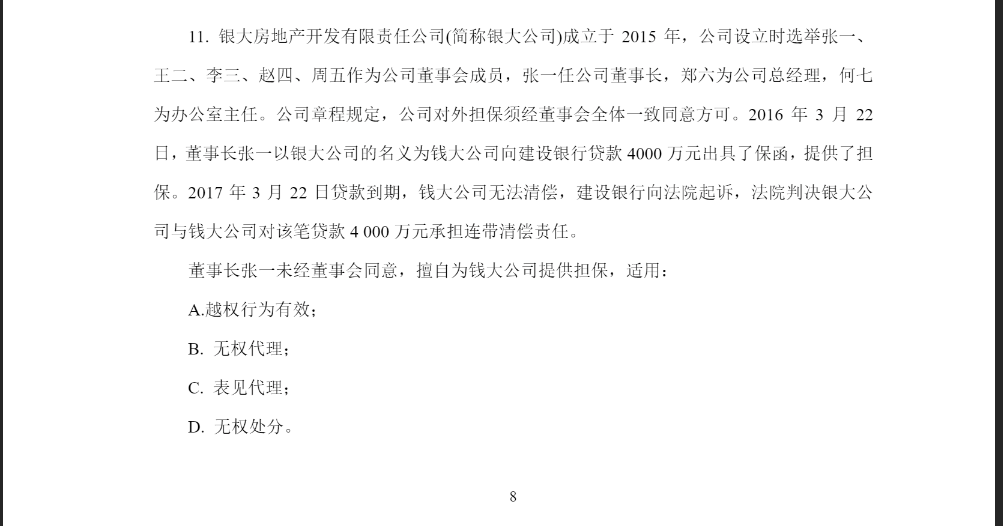 11. 银大房地产开发有限责任公司(简称银大公司)成立于 2015 年，公司设立时选举张一、
王二、李三、赵四、周五作为公司董事会成员，张一任公司董事长，郑六为公司总经理，何七
为办公室主任。公司章程规定，公司对外担保须经董事会全体一致同意方可。2016 年 3 月 22
日，董事长张一以银大公司的名义为钱大公司向建设银行贷款 4000 万元出具了保函，提供了担
保。2017 年 3 月 22 日贷款到期，钱大公司无法清偿，建设银行向法院起诉，法院判决银大公
司与钱大公司对该笔贷款 4 000 万元承担连带清偿责任。
董事长张一未经董事会同意，擅自为钱大公司提供担保，适用：
A.越权行为有效；
B. 无权代理；
C. 表见代理；
D. 无权处分。
8